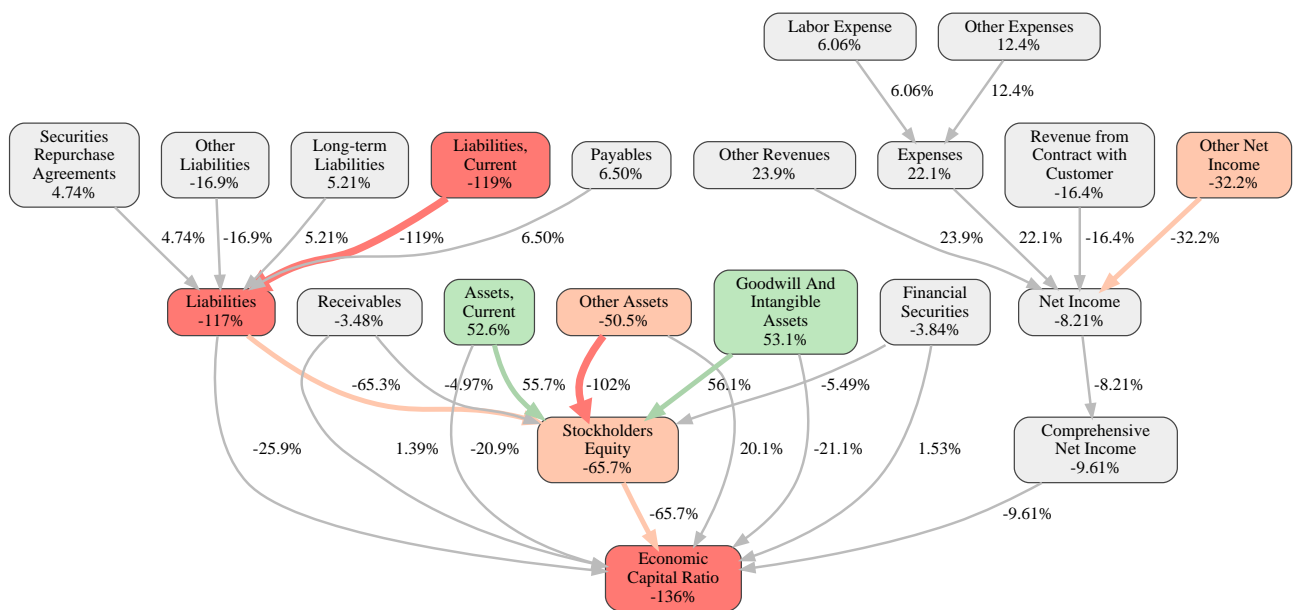 Labor Expense
6.06%
Other Expenses
12.4%
6.06%
12.4%
Securities
Repurchase
Agreements
4.74%
Other
Liabilities
-16.9%
Long-term
Liabilities
5.21%
Liabilities,
Current
-119%
Payables
6.50%
Other Revenues
23.9%
Expenses
22.1%
Revenue from
Contract with
Customer
-16.4%
Other Net
Income
-32.2%
4.74%
-16.9%
5.21%
-119%
6.50%
23.9%
22.1%
-16.4%
-32.2%
Liabilities
-117%
Receivables
-3.48%
Assets,
Current
52.6%
Other Assets
-50.5%
Goodwill And
Intangible
Assets
53.1%
Financial
Securities
-3.84%
Net Income
-8.21%
-65.3%
-4.97%
55.7%
-102%
56.1%
-5.49%
-8.21%
Stockholders
Equity
-65.7%
Comprehensive
Net Income
-9.61%
-25.9%
1.39%
-20.9%
20.1%
-21.1%
1.53%
-65.7%
-9.61%
Economic
Capital Ratio
-136%